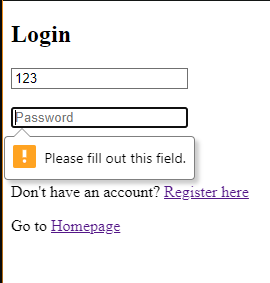 Login
123
Password
Please fill out this field.
Don't have an account? Register here
Go to Homepage